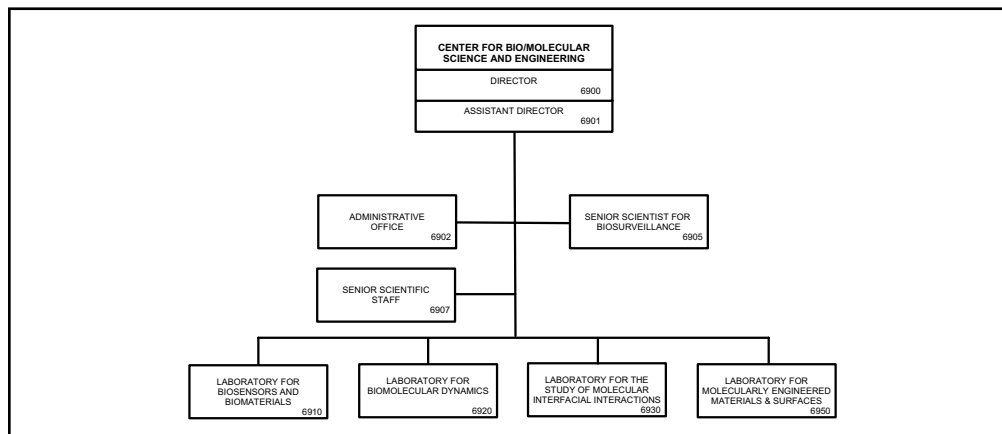 CENTER FOR BIO/MOLECULAR
SCIENCE AND ENGINEERING
DIRECTOR
6900
ASSISTANT DIRECTOR
6901
ADMINISTRATIVE
OFFICE
6902
SENIOR SCIENTIST FOR
BIOSURVEILLANCE
6905
SENIOR SCIENTIFIC
STAFF
6907
LABORATORY FOR
BIOSENSORS AND
BIOMATERIALS
6910
LABORATORY FOR
BIOMOLECULAR DYNAMICS
6920
LABORATORY FOR THE
STUDY OF MOLECULAR
INTERFACIAL INTERACTIONS
6930
LABORATORY FOR
MOLECULARLY ENGINEERED
MATERIALS & SURFACES
6950